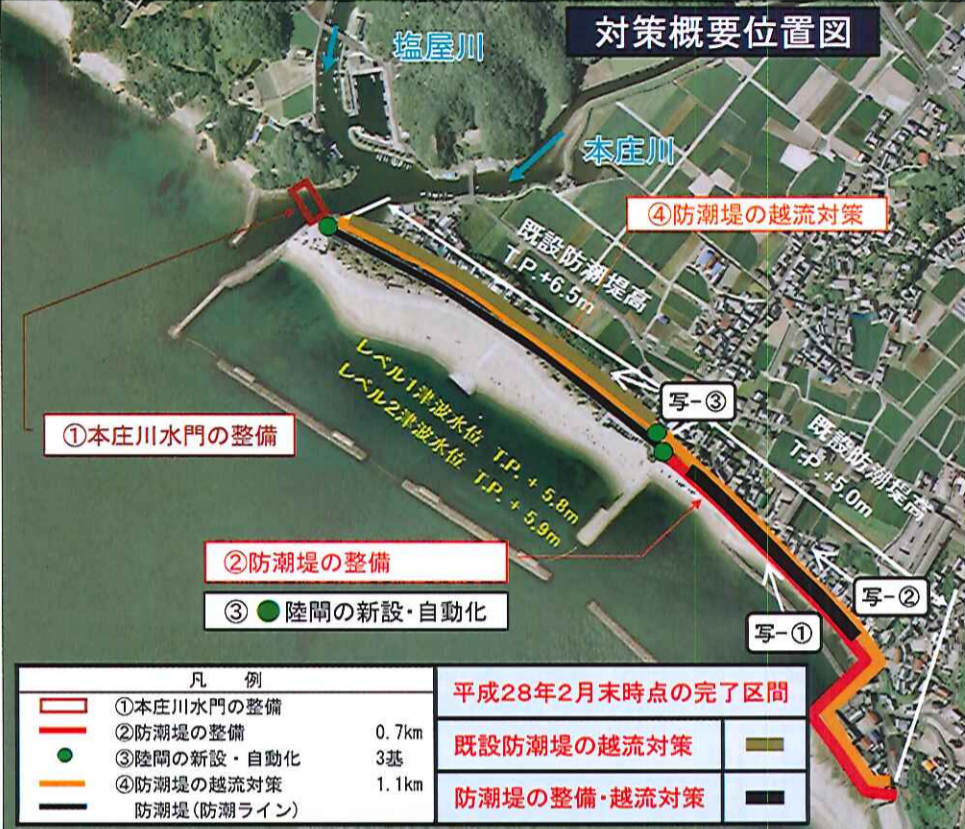 対策概要位置図
塩屋川
本庄川
④防潮堤の越流対策
既設防潮堤高
T.P.+6.5m
レベル1津波水位 T.P. + 5.8m
レベル2津波水位 T.P. + 5.9m
写-③
既設防潮堤高
T.P.+5.0m
①本庄川水門の整備
②防潮堤の整備
③ ●陸閘の新設・自動化
写-②
写-①
凡 例
①本庄川水門の整備
②防潮堤の整備 0.7km
③陸閘の新設・自動化 3基
④防潮堤の越流対策 1.1km
防潮堤(防潮ライン)
平成28年2月末時点の完了区間
既設防潮堤の越流対策
防潮堤の整備・越流対策